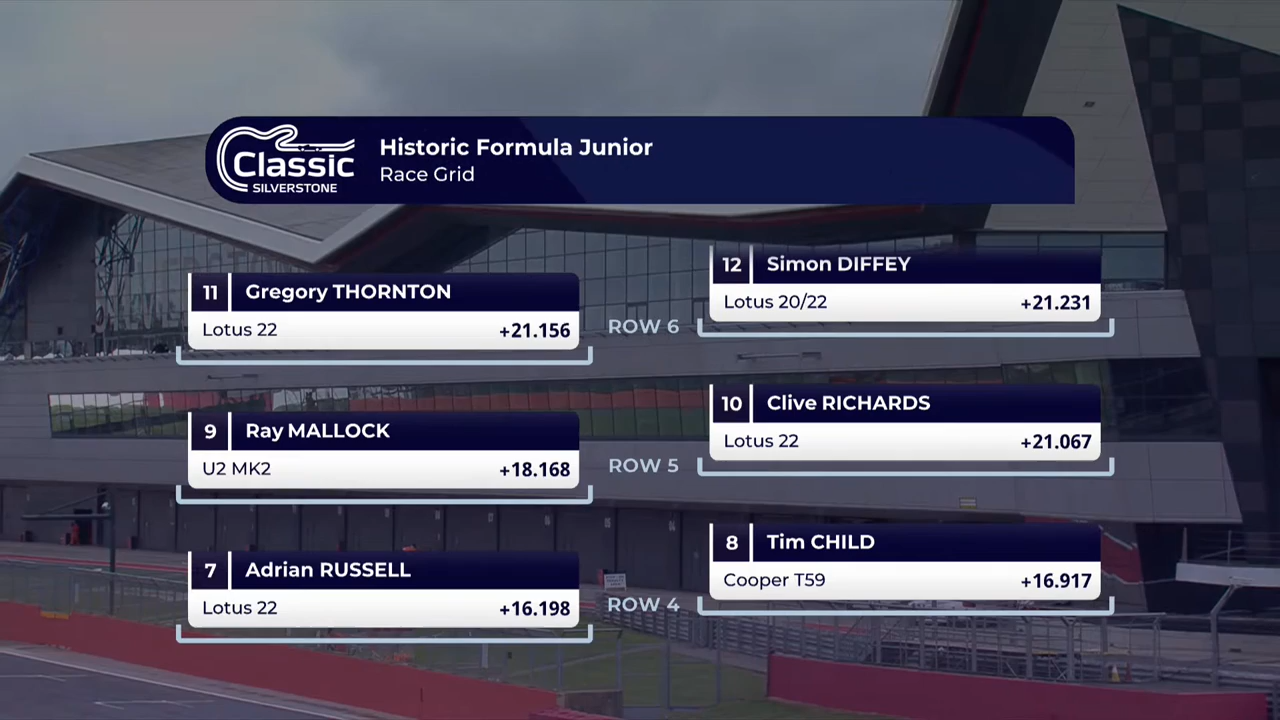 Classic
SILVERSTONE
Historic Formula Junior
Race Grid
11 Gregory THORNTON
Lotus 22 +21.156
ROW 6
12 Simon DIFFEY
Lotus 20/22 +21.231
9 Ray MALLOCK
U2 MK2 +18.168
ROW 5
10 Clive RICHARDS
Lotus 22 +21.067
7 Adrian RUSSELL
Lotus 22 +16.198
ROW 4
8 Tim CHILD
Cooper T59 +16.917